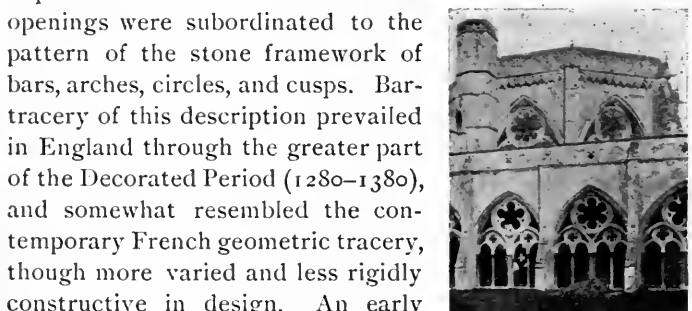 openings were subordinated to the
pattern of the stone framework of
bars, arches, circles, and cusps. Bar-
tracery of this description prevailed
in England through the greater part
of the Decorated Period (1280–1380),
and somewhat resembled the con-
temporary French geometric tracery,
though more varied and less rigidly
constructive in design. An early